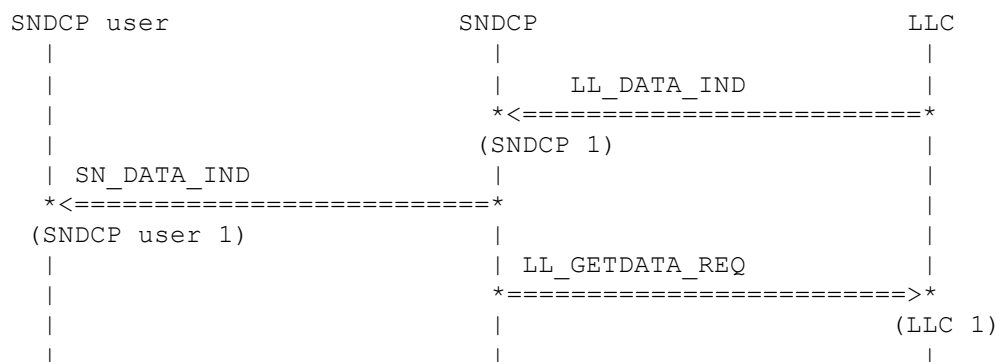 SNDCP user SNDCP LLC
| | |
| | LL_DATA_IND |
| *<=========================*
| (SNDCP 1) |
| SN_DATA_IND | |
*<==========================* |
(SNDCP user 1) | |
| | LL_GETDATA_REQ |
| *=========================>*
| | (LLC 1)
| | |